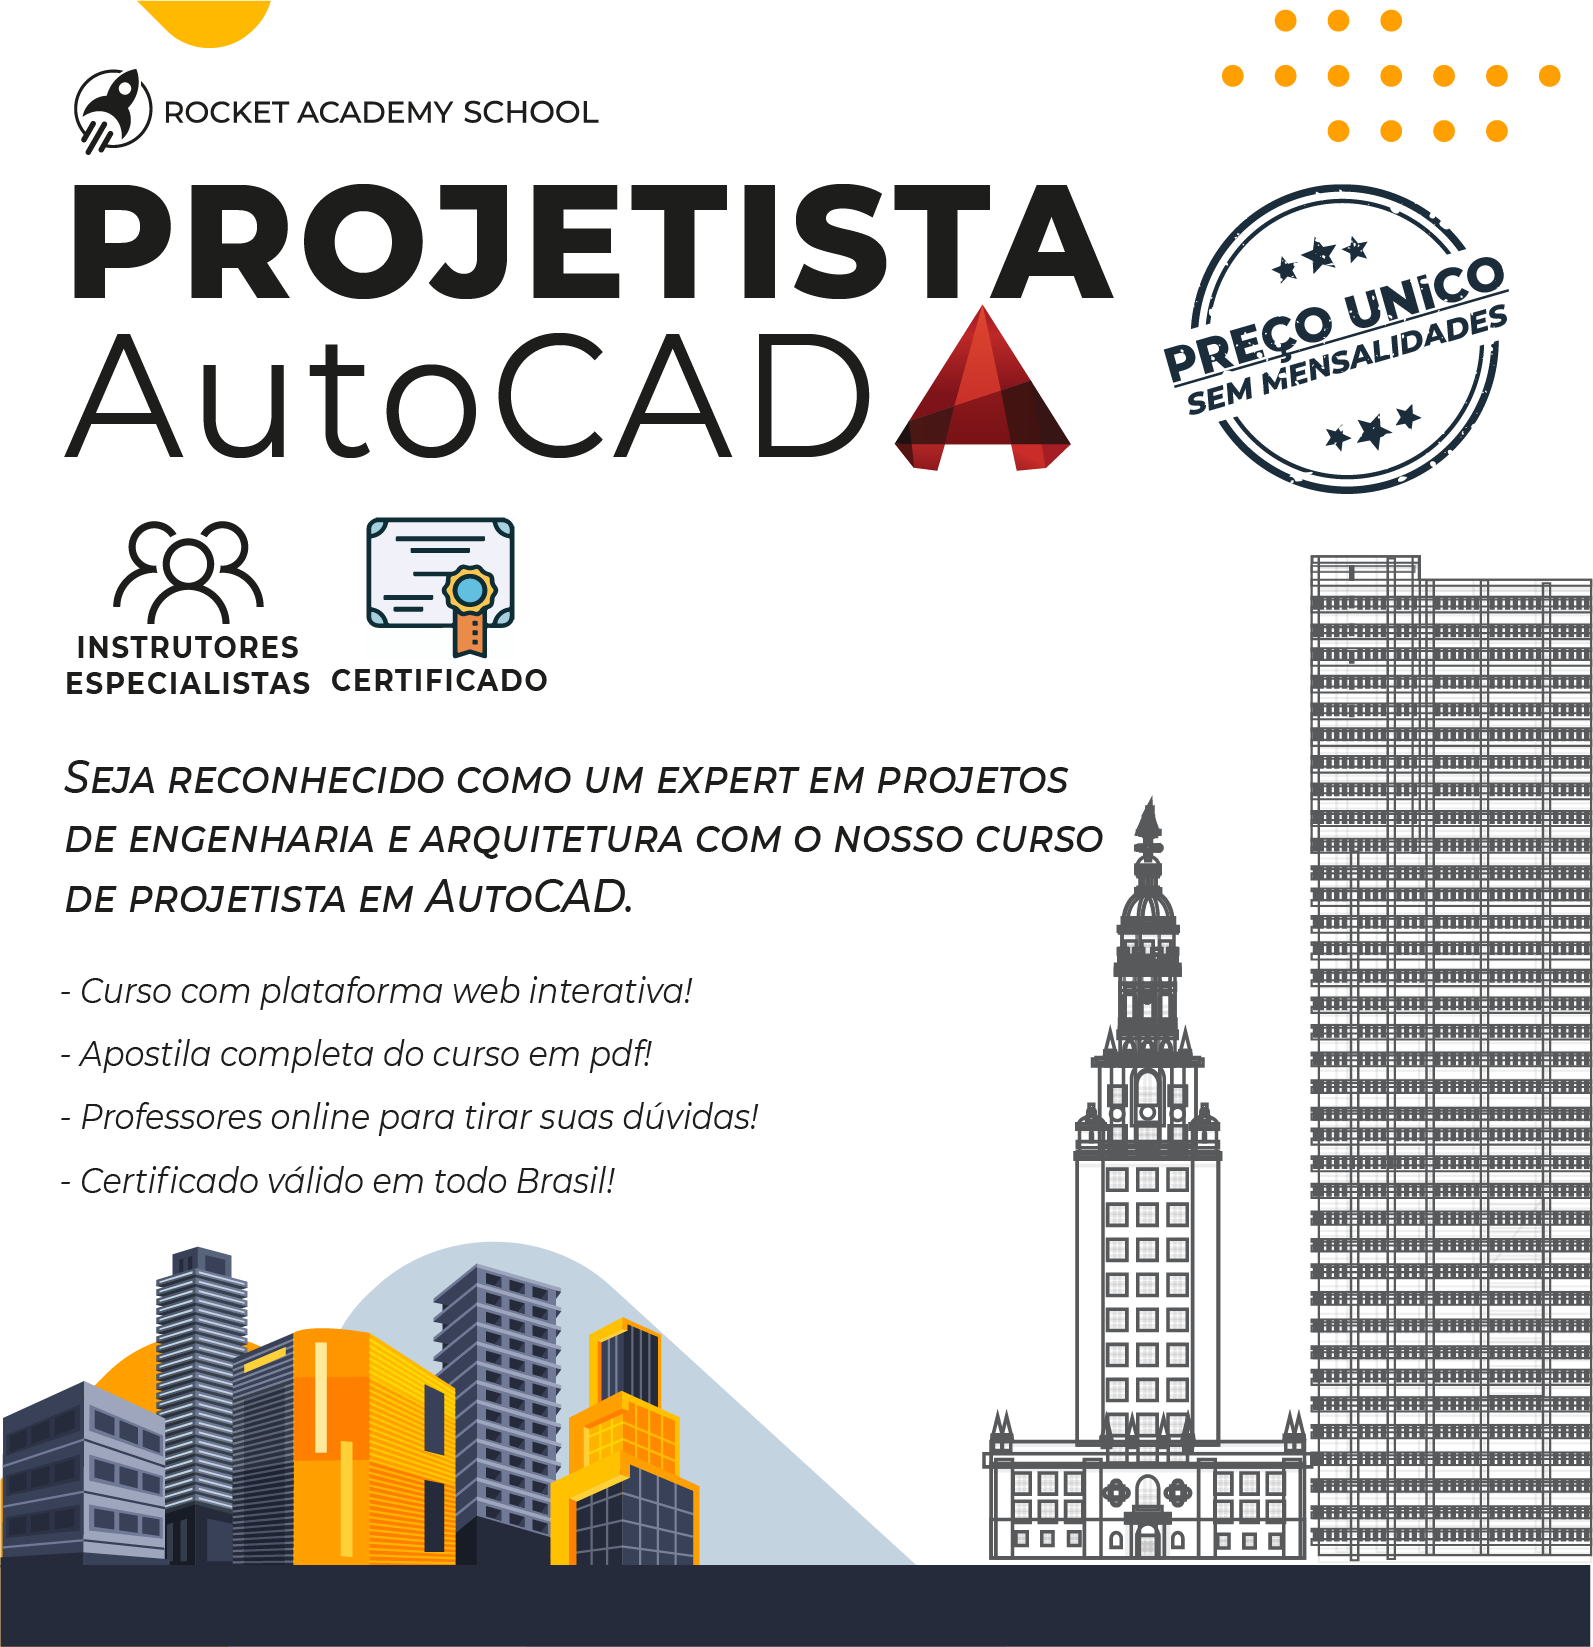 ROCKET ACADEMY SCHOOL
PROJETISTA
AutoCAD
PREÇO UNiCO
SEM MENSALIDADES
INSTRUTORES
ESPECIALISTAS
CERTIFICADO
Seja reconhecido como um expert em projetos
de engenharia e arquitetura com o nosso curso
de projetista em AutoCAD.
- Curso com plataforma web interativa!
- Apostila completa do curso em pdf!
- Professores online para tirar suas dúvidas!
- Certificado válido em todo Brasil!